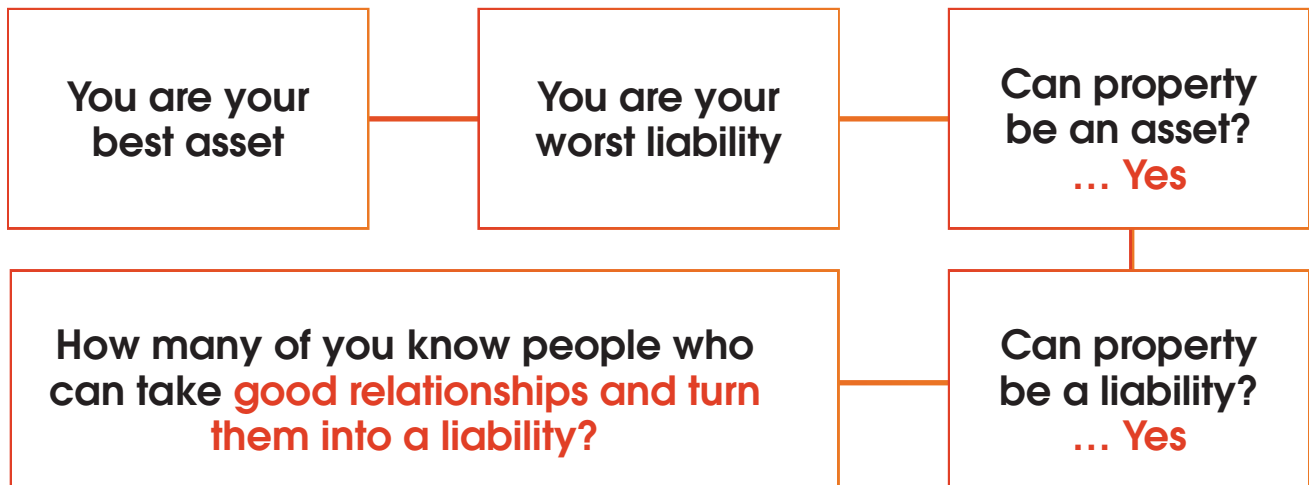 You are your
best asset
You are your
worst liability
Can property
be an asset?
... Yes
Can property
be a liability?
... Yes
How many of you know people who
can take good relationships and turn
them into a liability?